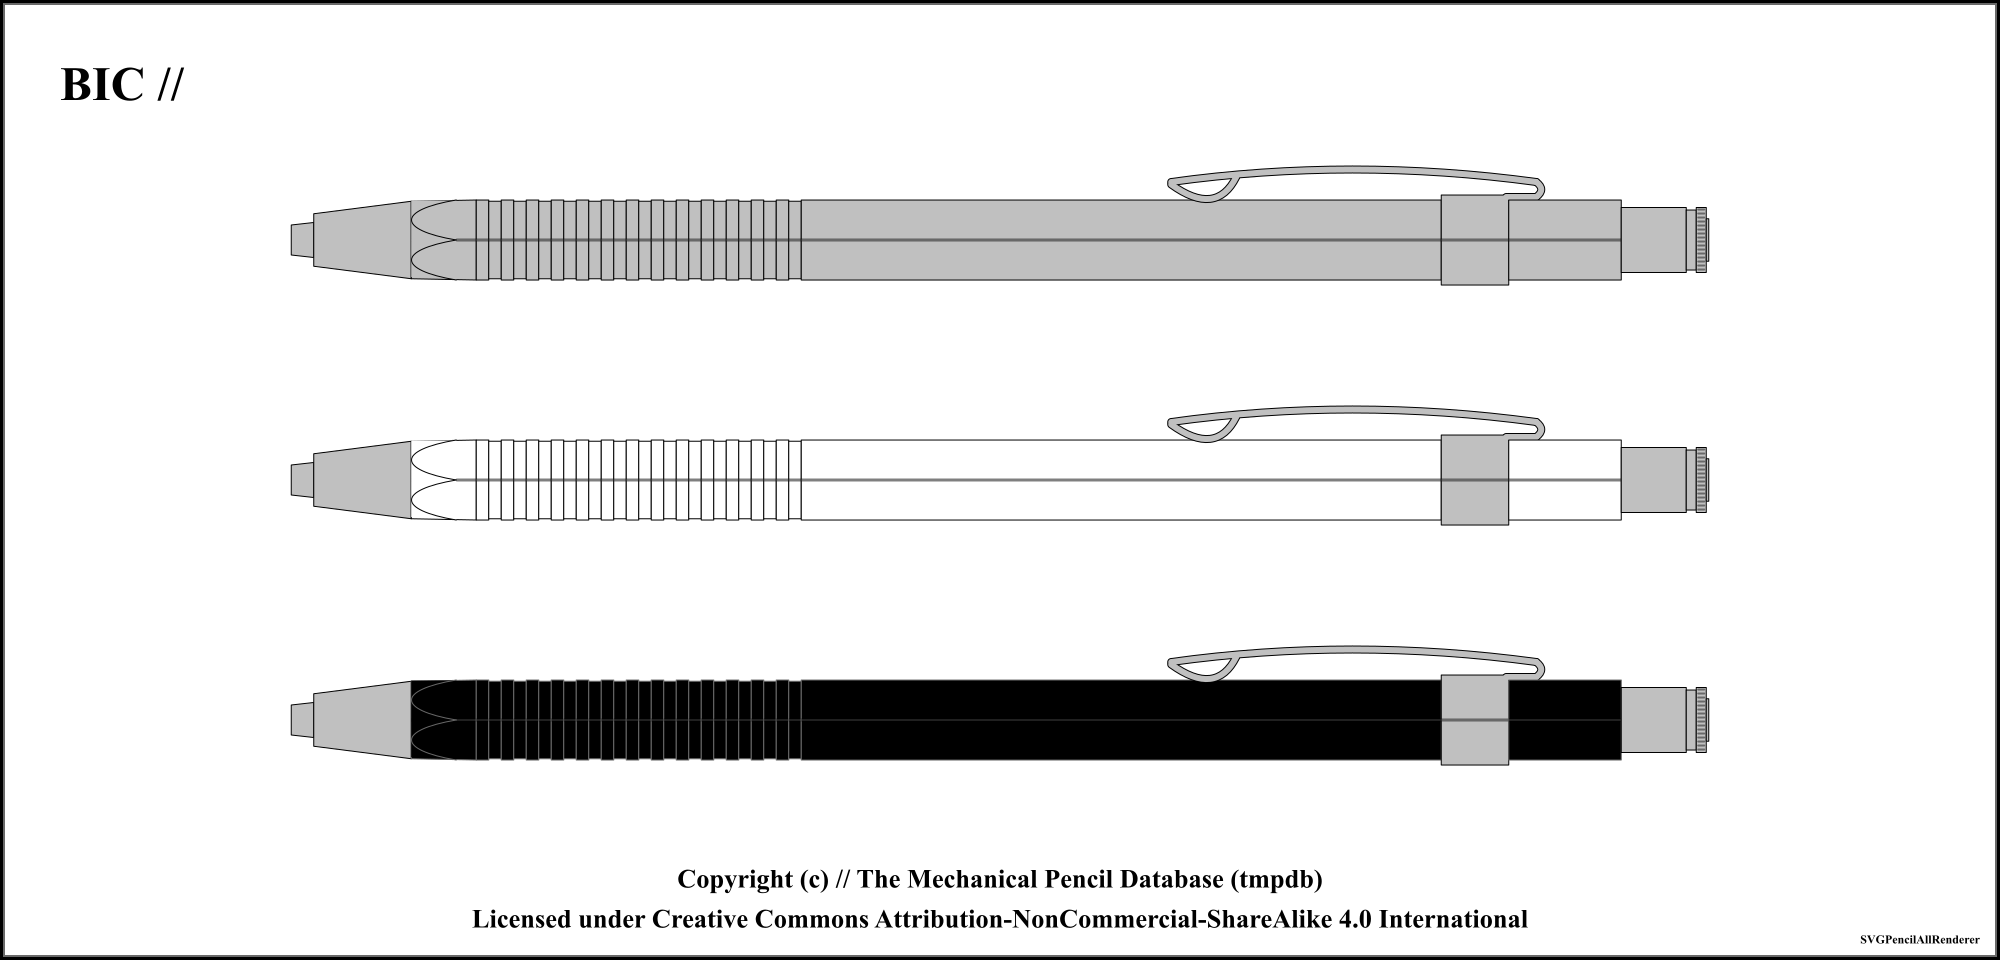 BIC //
Copyright (c) // The Mechanical Pencil Database (tmpdb)
Licensed under Creative Commons Attribution-NonCommercial-ShareAlike 4.0 International
SVGPencilAllRenderer